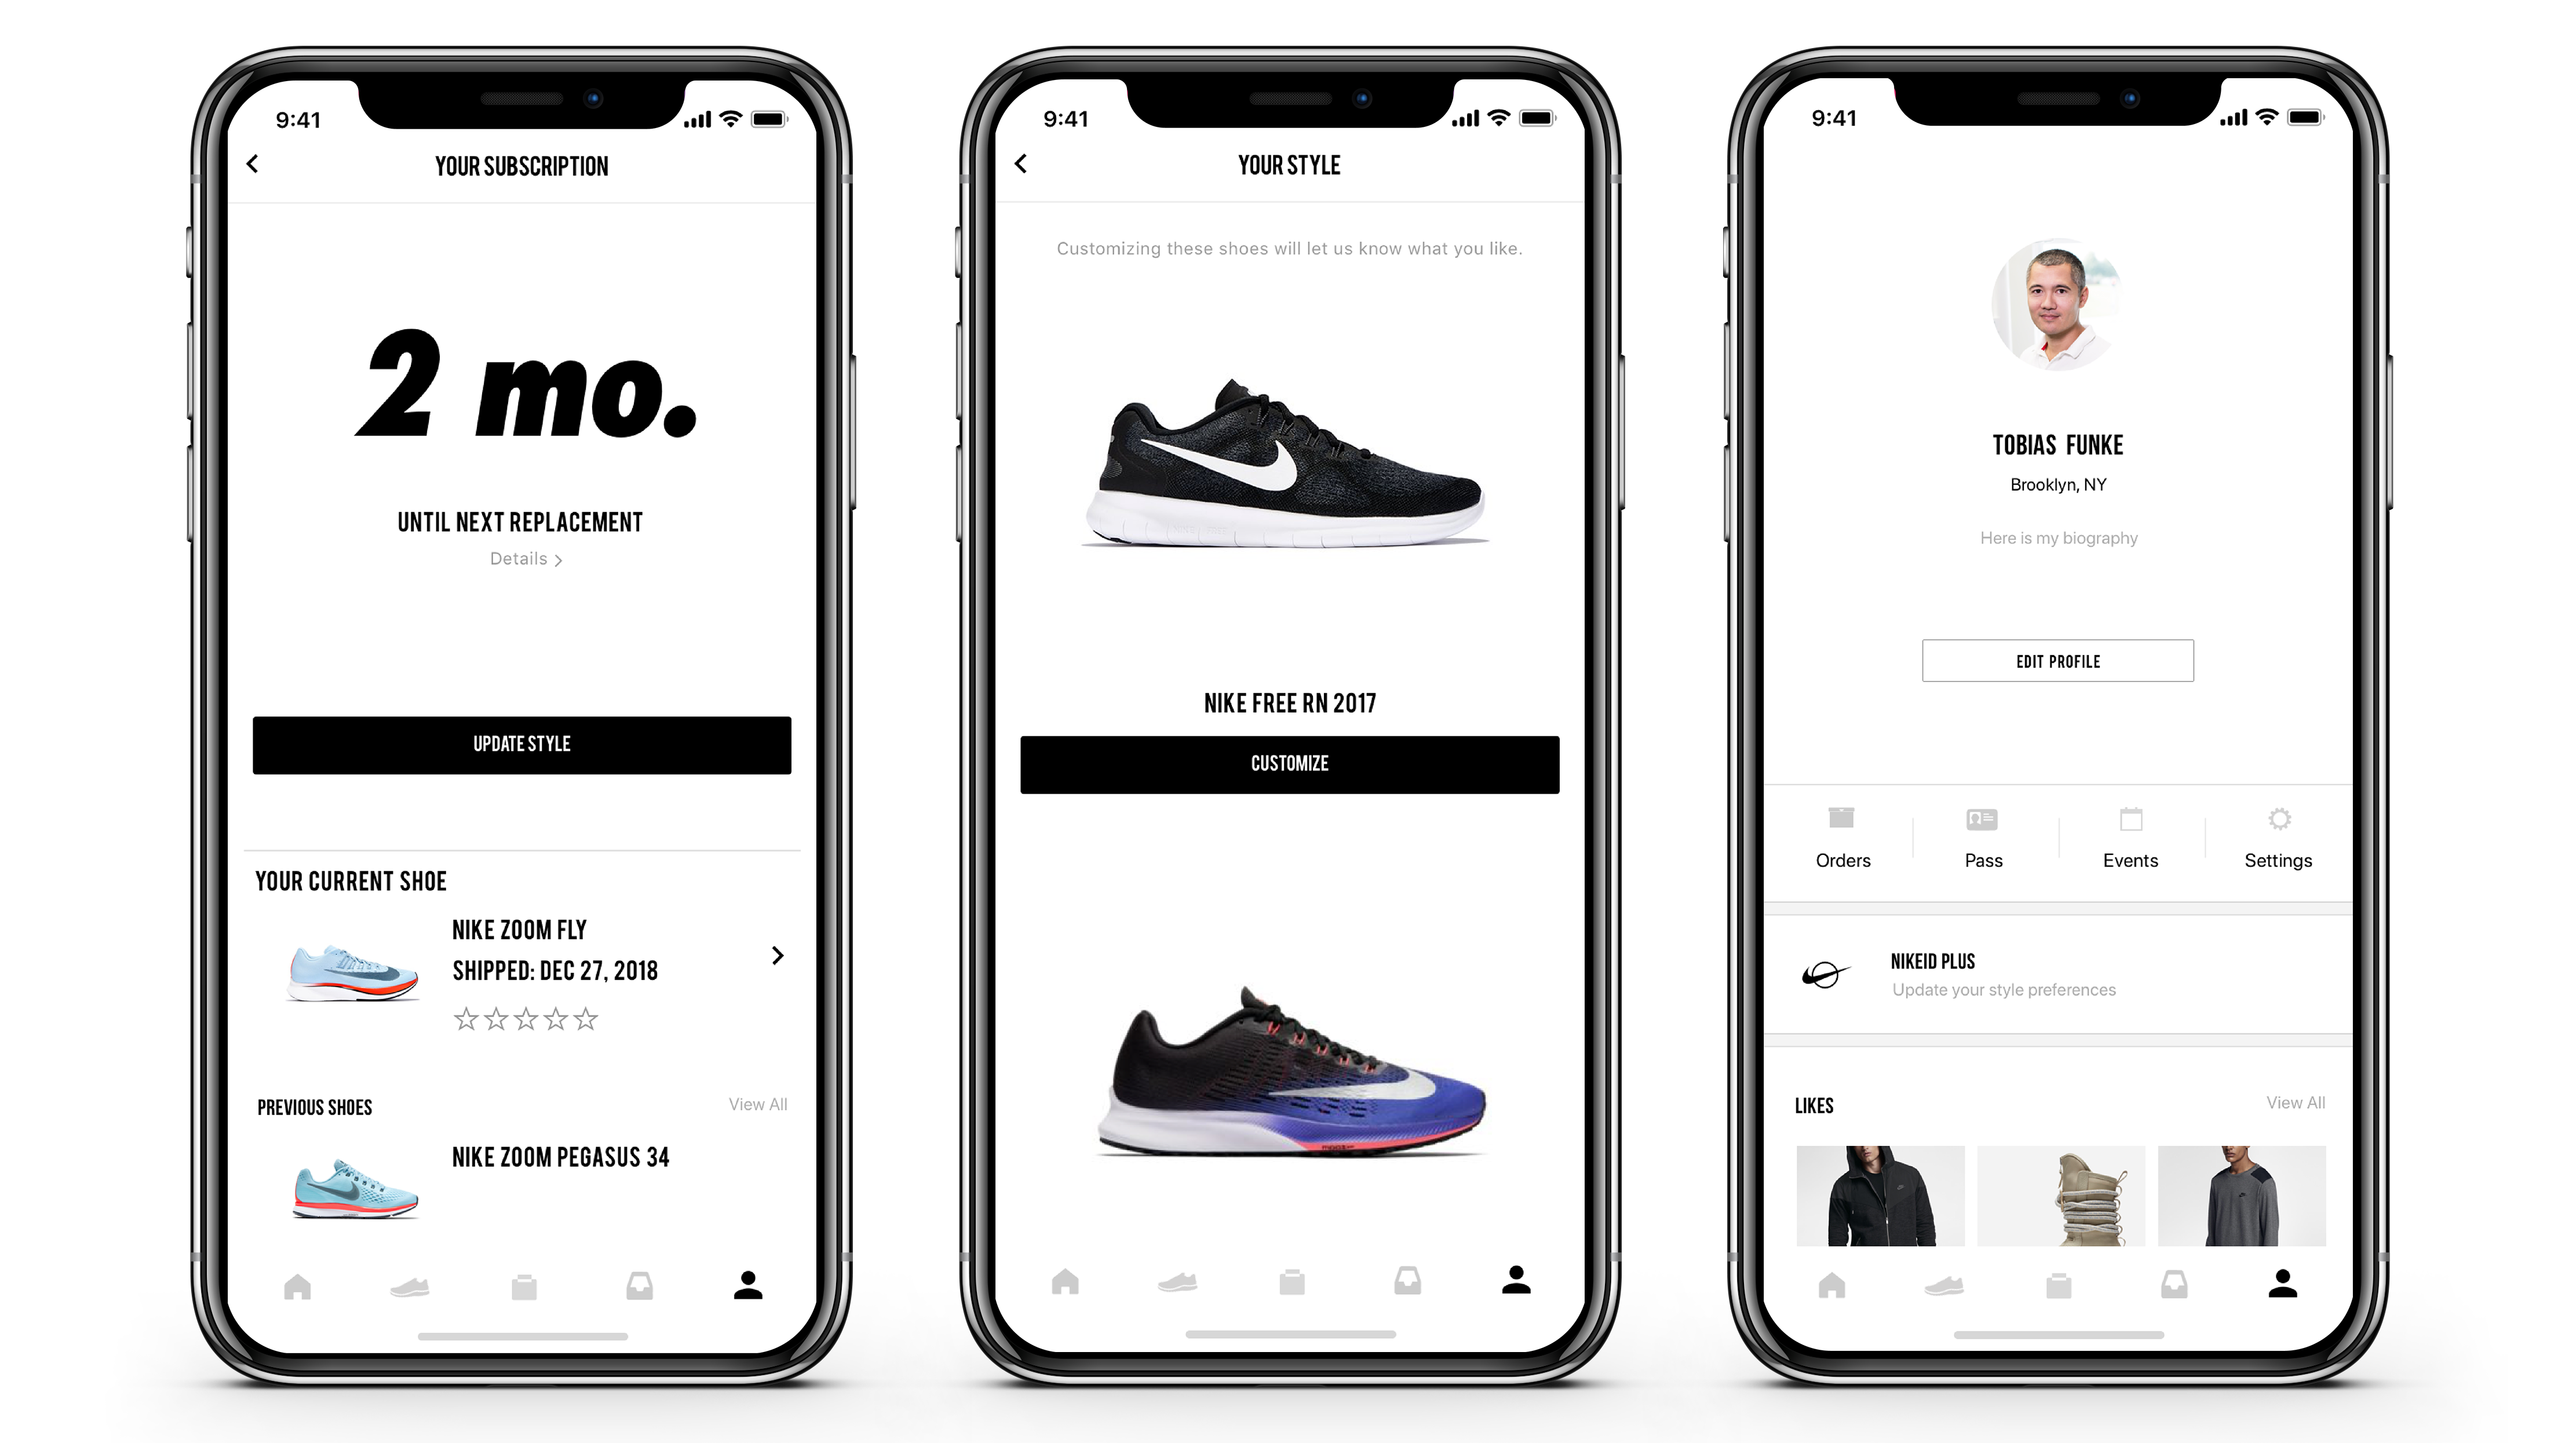 9:41
YOUR SUBSCRIPTION
2 mo.
UNTIL NEXT REPLACEMENT
Details
UPDATE STYLE
YOUR CURRENT SHOE
NIKE ZOOM FLY
SHIPPED: DEC 27, 2018
PREVIOUS SHOES
View All
NIKE ZOOM PEGASUS 34
9:41
YOUR STYLE
Customizing these shoes will let us know what you like.
NIKE FREE RN 2017
CUSTOMIZE
9:41
TOBIAS FUNKE
Brooklyn, NY
Here is my biography
EDIT PROFILE
Orders
Pass
Events
Settings
NIKEID PLUS
Update your style preferences
LIKES
View All